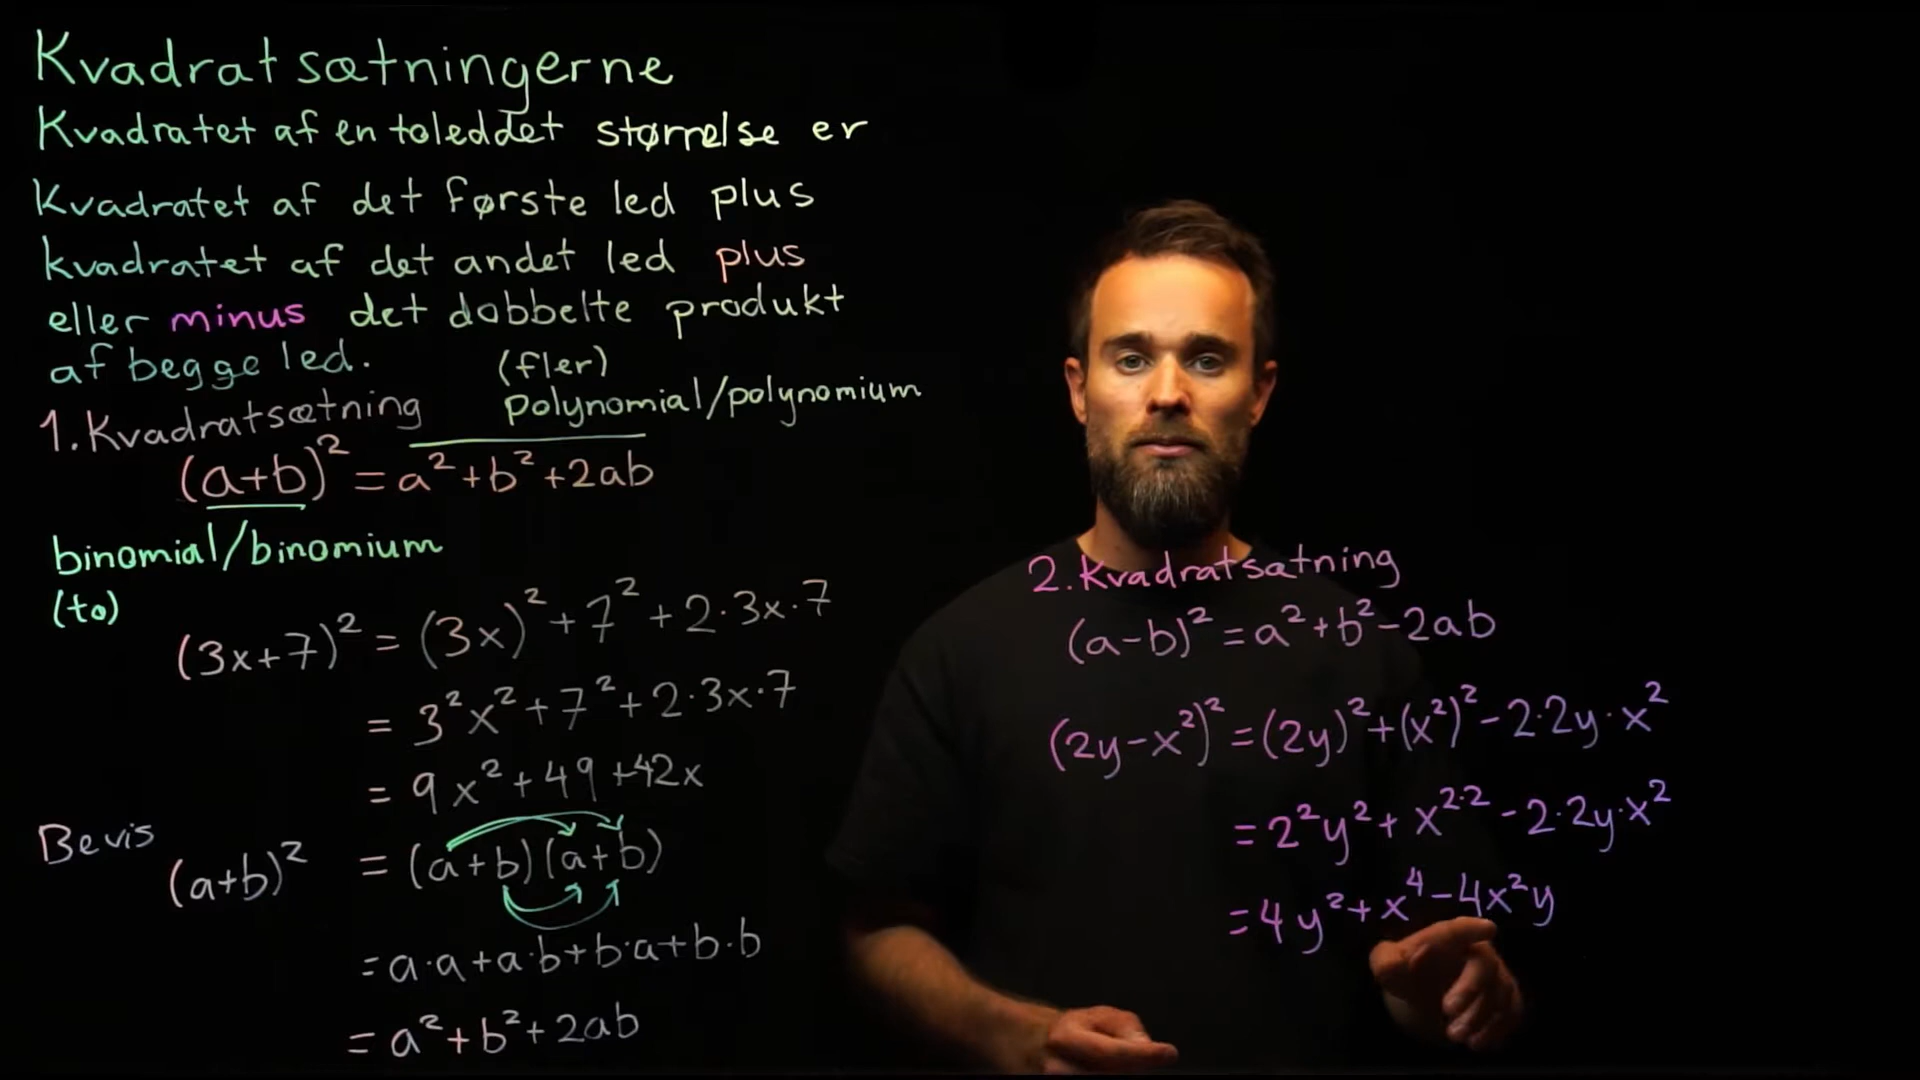 Kvadratsætningerne
Kvadratet af en toleddet størrelse er
kvadratet af det første led plus
kvadratet af det andet led plus
eller minus det dobbelte produkt
af begge led.
(fler)
polynomial/polynomium
1. Kvadratsætning
(a+b)² = a²+b²+2ab
binomial/binomium
(to)
(3x+7)² = (3x)²+7²+2·3x·7
= 3²x²+7²+2·3x·7
= 9x²+49+42x
Bevis
(a+b)² = (a+b)(a+b)
=a·a+a·b+b·a+b·b
= a²+b²+2ab
2. Kvadratsætning
(a-b)² = a²+b²-2ab
(2y-x²)² = (2y)²+(x²)²-2·2y·x²
= 2²y²+x²·²-2·2y·x²
= 4y²+x⁴-4x²y